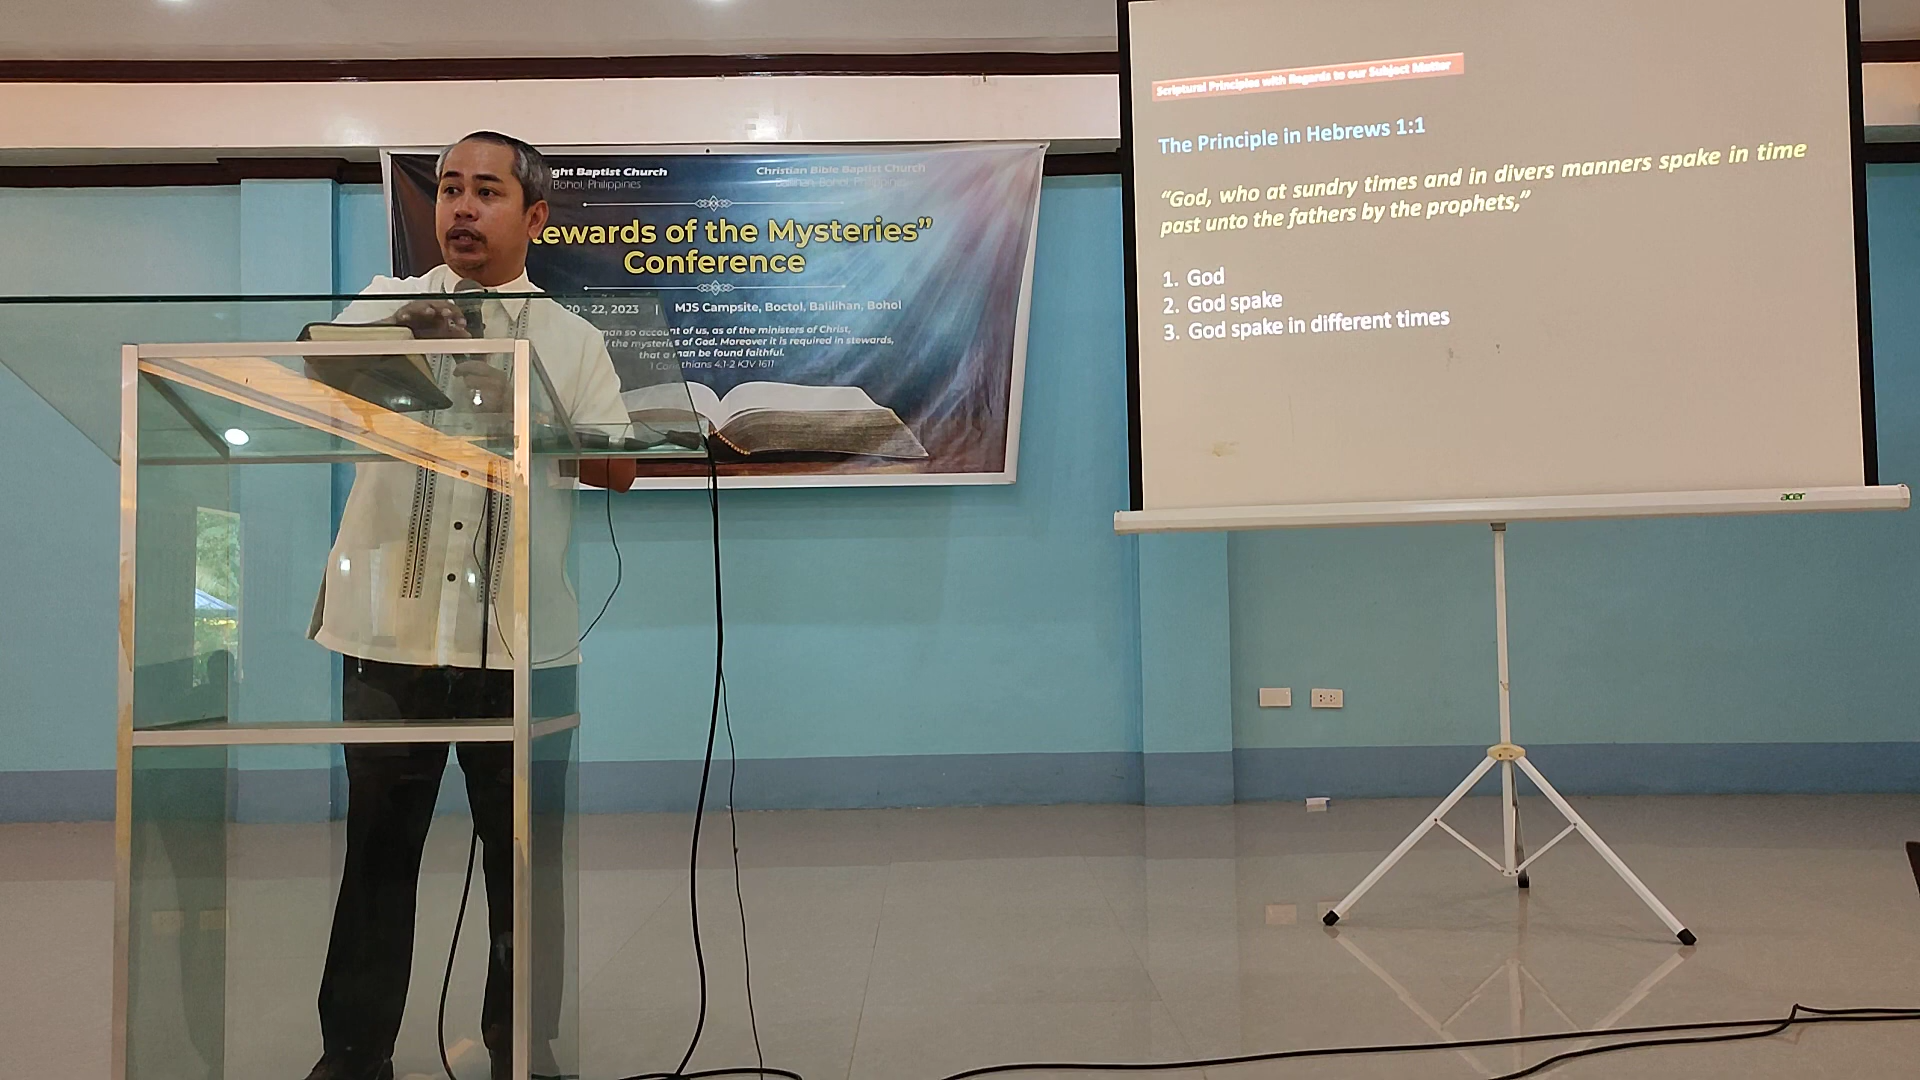 ight Baptist Church
Bohol, Philippines
Christian Bible Baptist Church
Balilihan, Bohol, Philippines
tewards of the Mysteries”
Conference
20 - 22, 2023 | MJS Campsite, Boctol, Balilihan, Bohol
man so account of us, as of the ministers of Christ,
f the mysteries of God. Moreover it is required in stewards,
that a man be found faithful.
1 Corinthians 4:1-2 KJV 1611
Scriptural Principles with Regards to our Subject Matter
The Principle in Hebrews 1:1
“God, who at sundry times and in divers manners spake in time
past unto the fathers by the prophets,”
1. God
2. God spake
3. God spake in different times
acer